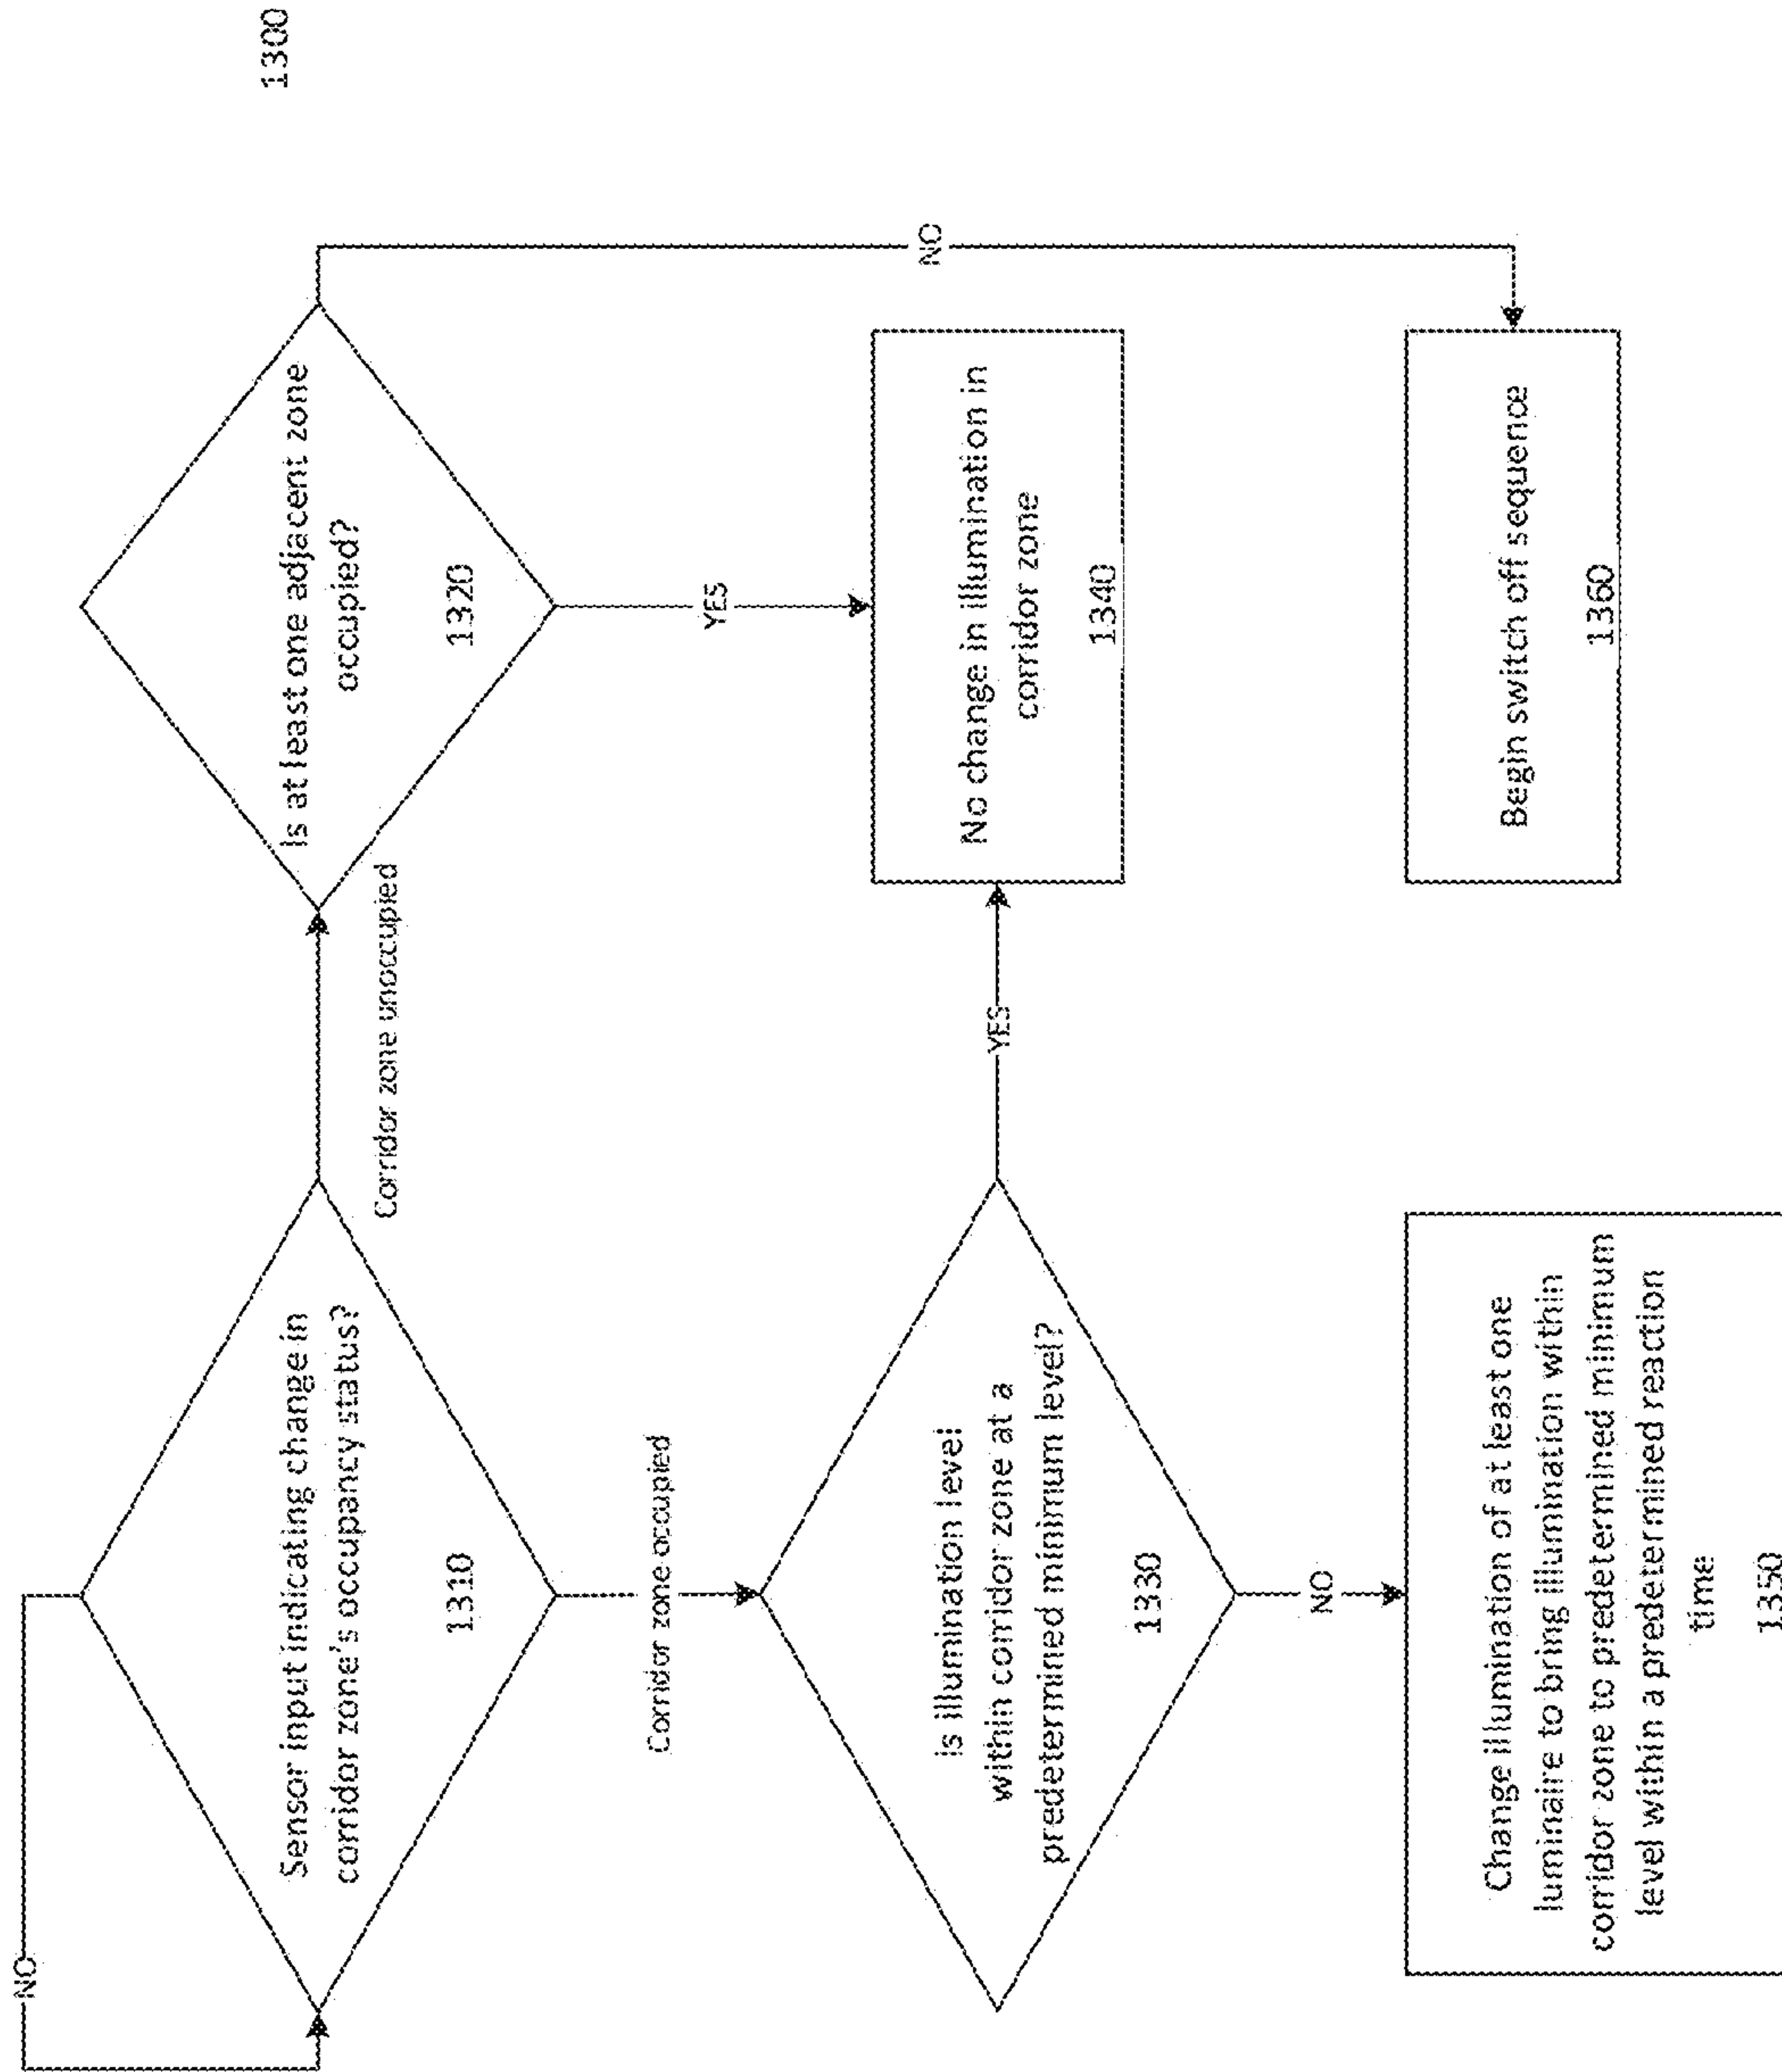 1300
NO
Sensor input indicating change in
corridor zone's occupancy status?
1310
Corridor zone unoccupied
Is at least one adjacent zone
occupied?
1320
Corridor zone occupied
YES
NO
Is illumination level
within corridor zone at a
predetermined minimum level?
1330
YES
No change in illumination in
corridor zone
1340
NO
Change illumination of at least one
luminaire to bring illumination within
corridor zone to predetermined minimum
level within a predetermined reaction
time
1350
Begin switch off sequence
1360